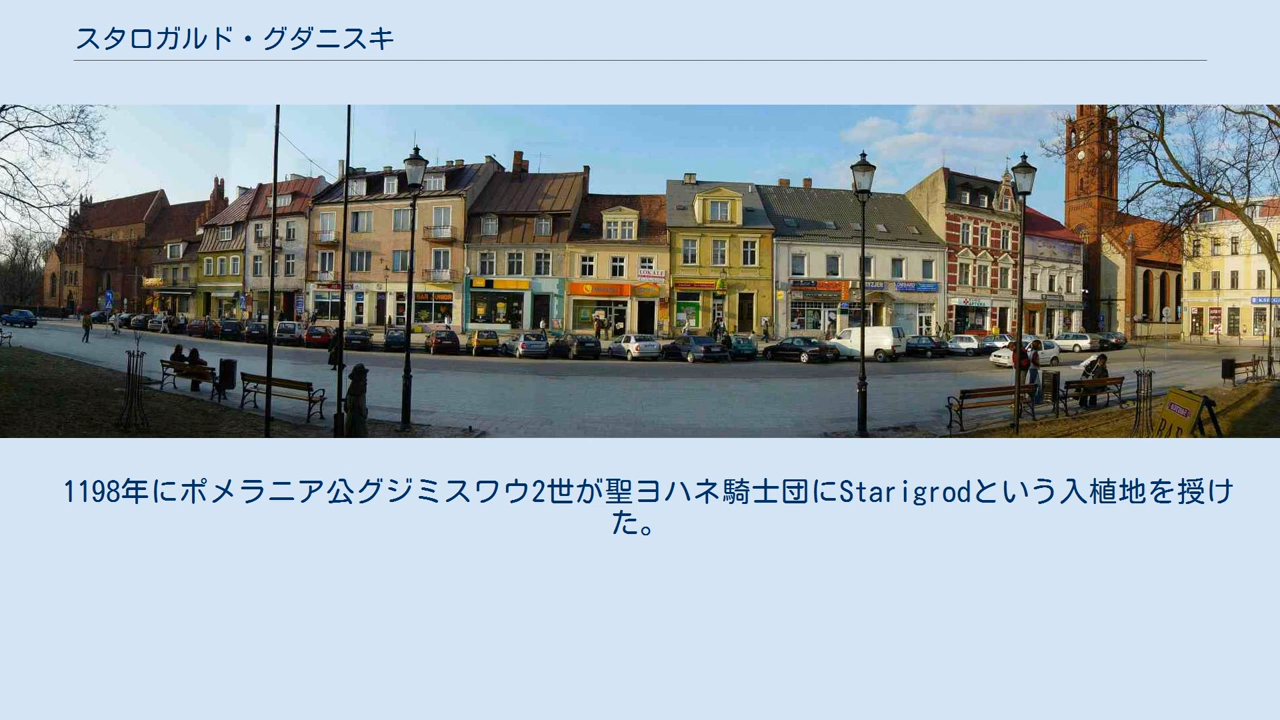 スタロガルド・グダニスキ
LOKALE
BAR
1198年にポメラニア公グジミスワウ2世が聖ヨハネ騎士団にStarigrodという入植地を授け
た。